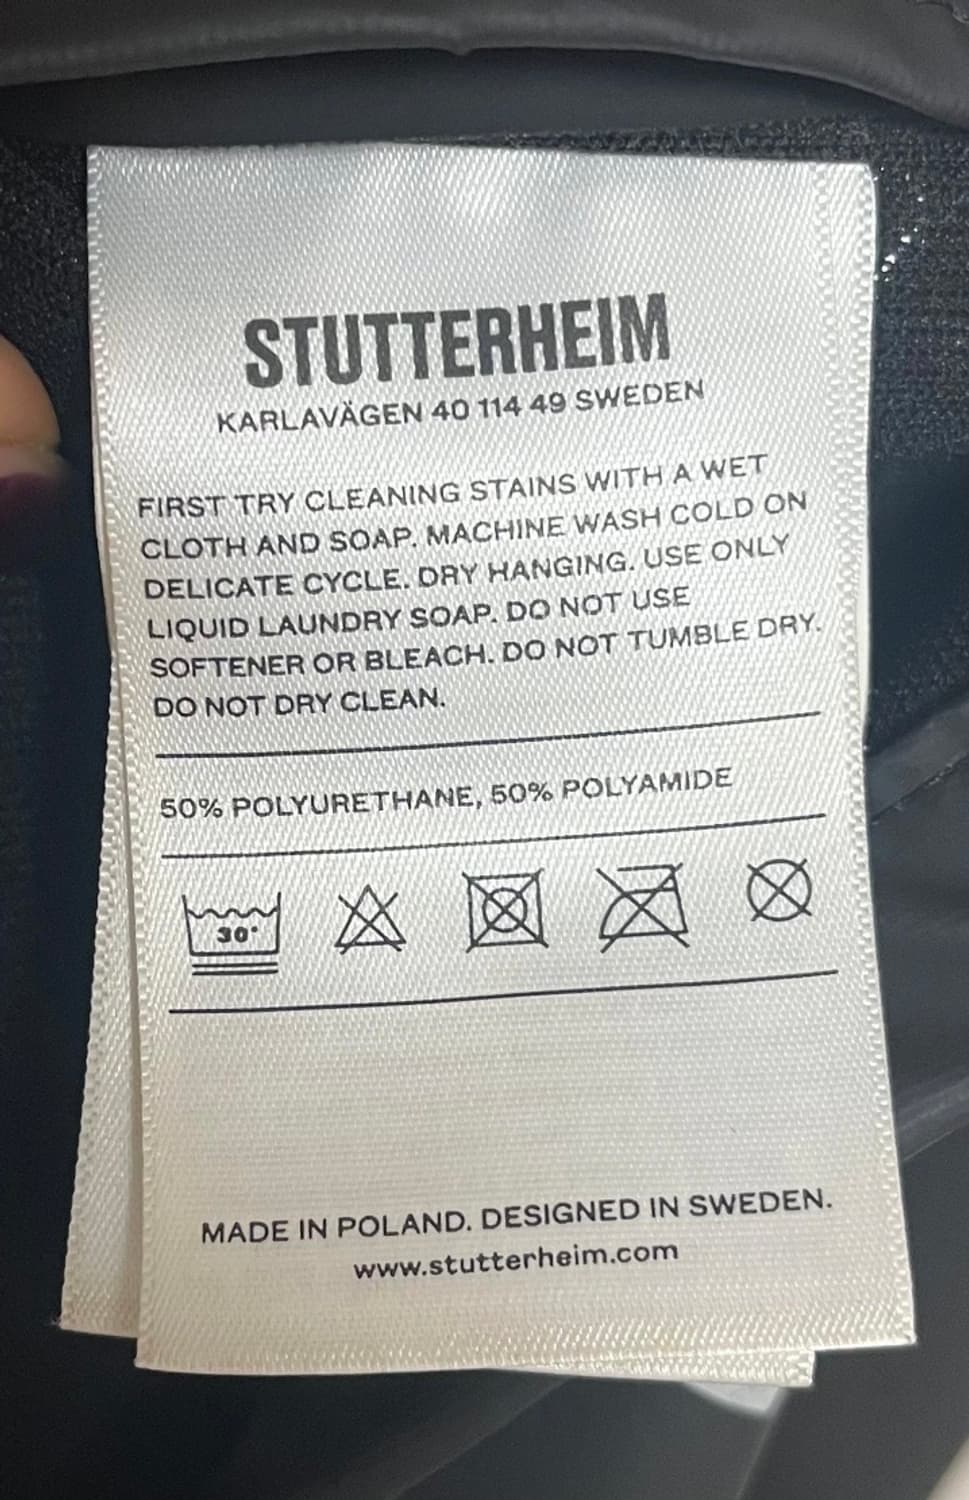 STUTTERHEIM
KARLAVÄGEN 40 114 49 SWEDEN
FIRST TRY CLEANING STAINS WITH A WET
CLOTH AND SOAP. MACHINE WASH COLD ON
DELICATE CYCLE. DRY HANGING. USE ONLY
LIQUID LAUNDRY SOAP. DO NOT USE
SOFTENER OR BLEACH. DO NOT TUMBLE DRY.
DO NOT DRY CLEAN.
50% POLYURETHANE, 50% POLYAMIDE
30°
MADE IN POLAND. DESIGNED IN SWEDEN.
www.stutterheim.com